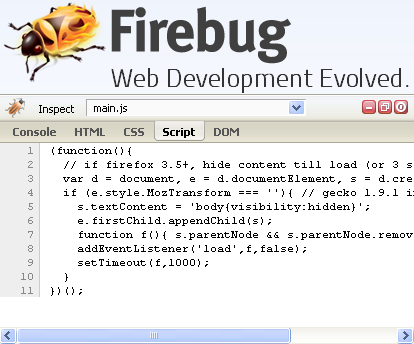 Firebug
Web Development Evolved.
Inspect main.js
Console HTML CSS Script DOM
1 (function(){
2 // if firefox 3.5+, hide content till load (or 3 s
3 var d = document, e = d.documentElement, s = d.cre
4 if (e.style.MozTransform === ''){ // gecko 1.9.1 i
5 s.textContent = 'body{visibility:hidden}';
6 e.firstChild.appendChild(s);
7 function f(){ s.parentNode && s.parentNode.remov
8 addEventListener('load',f,false);
9 setTimeout(f,1000);
10 }
11 })();